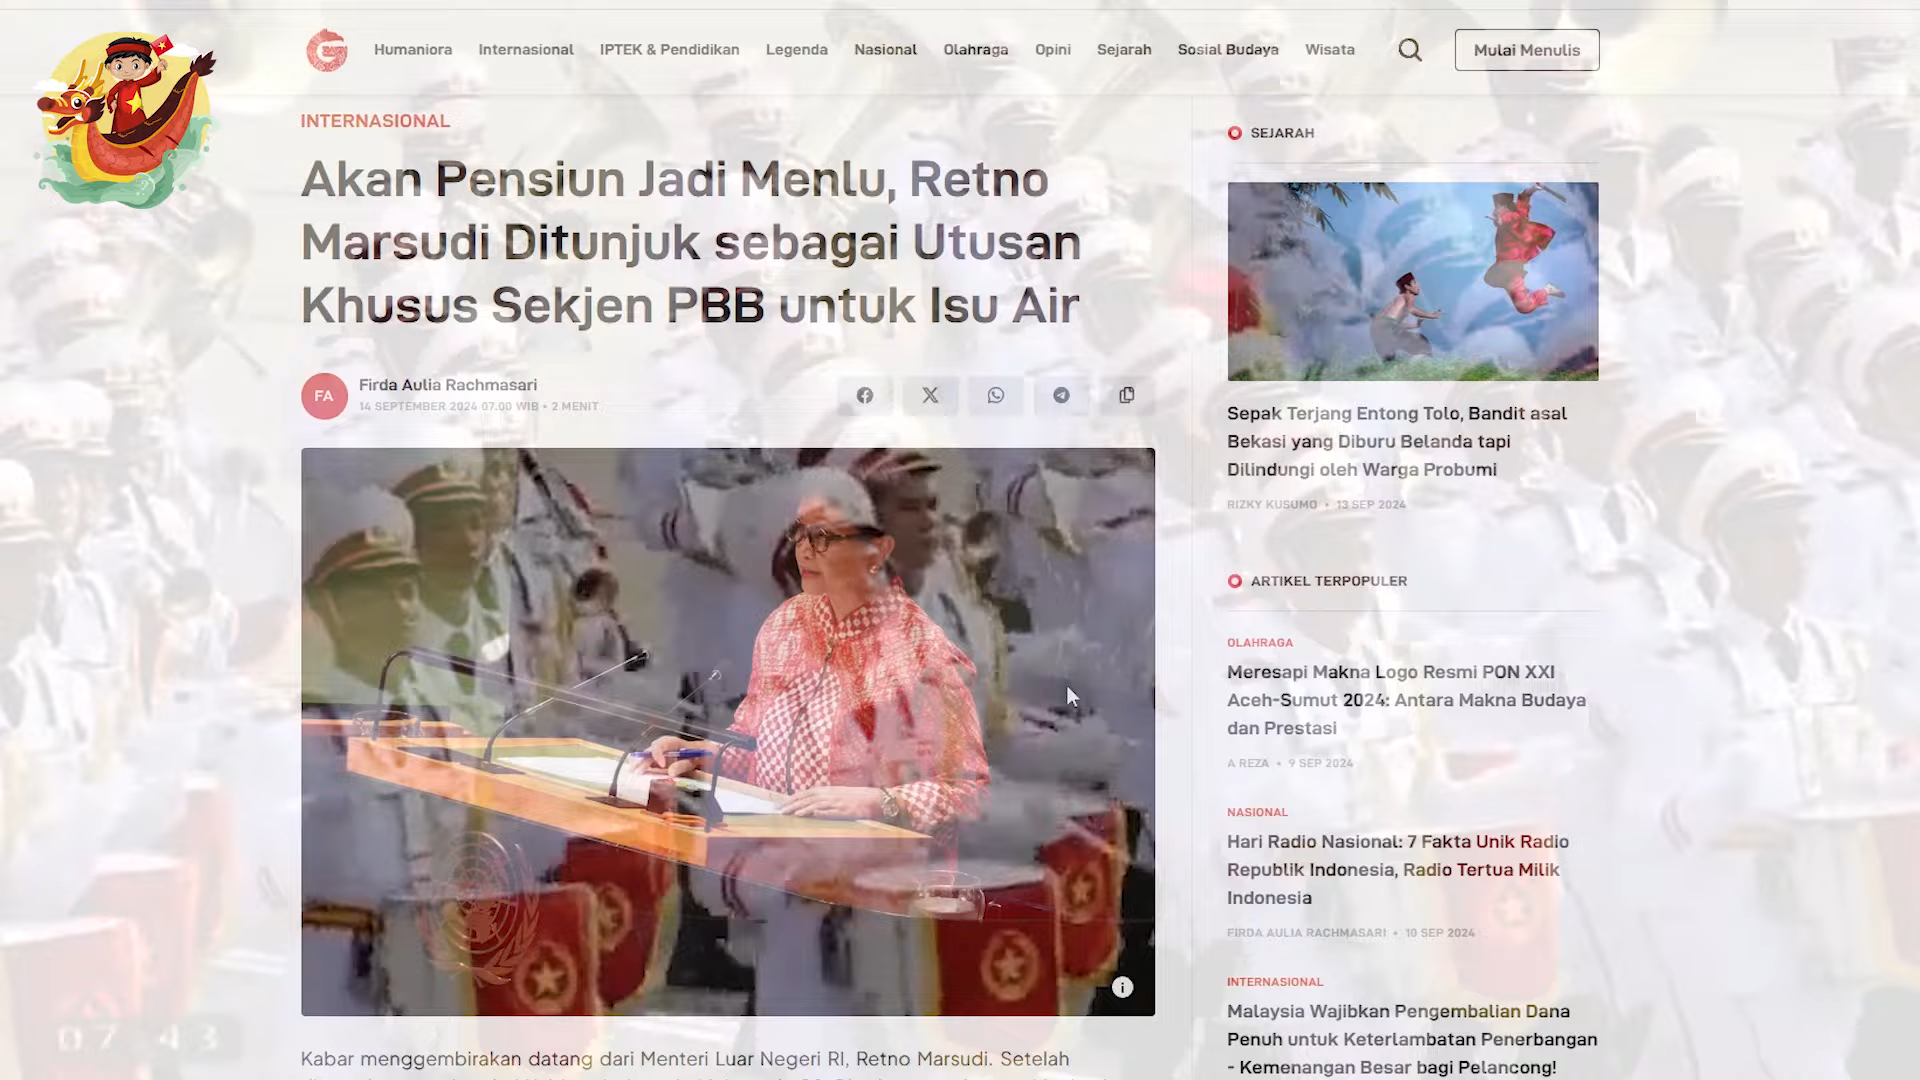 Humaniora Internasional IPTEK & Pendidikan Legenda Nasional Olahraga Opini Sejarah Sosial Budaya Wisata Mulai Menulis
INTERNASIONAL
Akan Pensiun Jadi Menlu, Retno
Marsudi Ditunjuk sebagai Utusan
Khusus Sekjen PBB untuk Isu Air
FA
Firda Aulia Rachmasari
14 SEPTEMBER 2024 07.00 WIB • 2 MENIT
Kabar menggembirakan datang dari Menteri Luar Negeri RI, Retno Marsudi. Setelah
SEJARAH
Sepak Terjang Entong Tolo, Bandit asal
Bekasi yang Diburu Belanda tapi
Dilindungi oleh Warga Probumi
RIZKY KUSUMO • 13 SEP 2024
ARTIKEL TERPOPULER
OLAHRAGA
Meresapi Makna Logo Resmi PON XXI
Aceh-Sumut 2024: Antara Makna Budaya
dan Prestasi
A REZA • 9 SEP 2024
NASIONAL
Hari Radio Nasional: 7 Fakta Unik Radio
Republik Indonesia, Radio Tertua Milik
Indonesia
FIRDA AULIA RACHMASARI • 10 SEP 2024
INTERNASIONAL
Malaysia Wajibkan Pengembalian Dana
Penuh untuk Keterlambatan Penerbangan
- Kemenangan Besar bagi Pelancong!
07:43